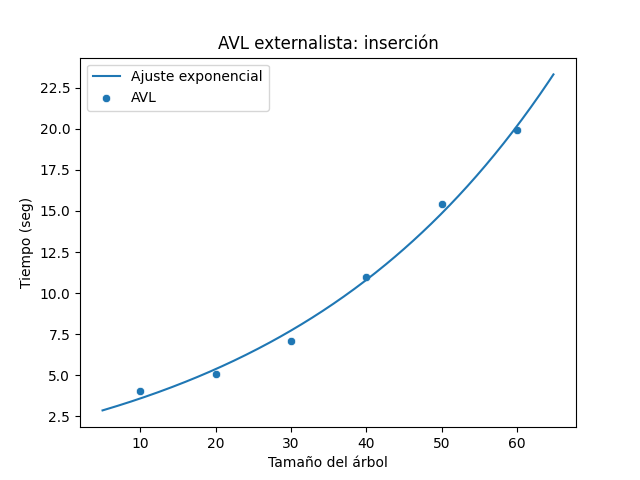 AVL externalista: inserción
Ajuste exponencial
AVL
22.5
20.0
17.5
15.0
12.5
10.0
7.5
5.0
2.5
Tiempo (seg)
10 20 30 40 50 60
Tamaño del árbol